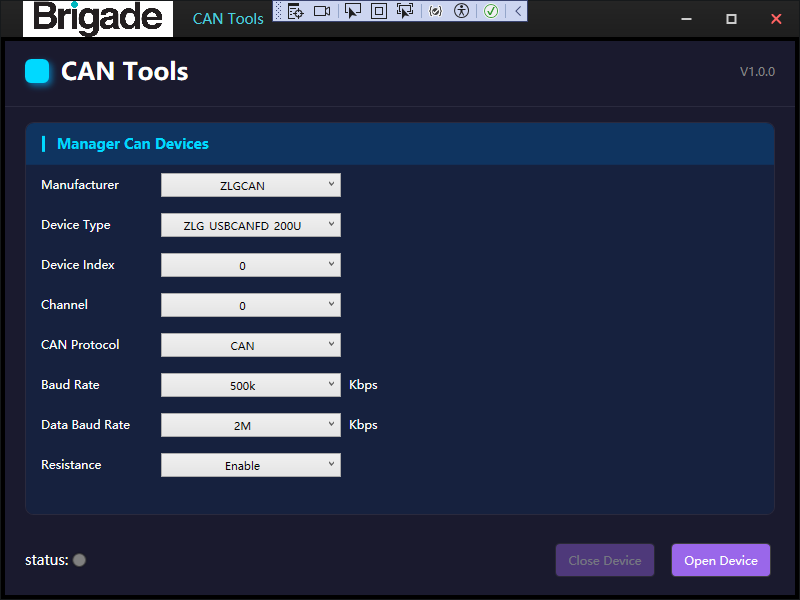 Brigade CAN Tools
CAN Tools
V1.0.0
Manager Can Devices
Manufacturer ZLGCAN
Device Type ZLG USBCANFD 200U
Device Index 0
Channel 0
CAN Protocol CAN
Baud Rate 500k Kbps
Data Baud Rate 2M Kbps
Resistance Enable
status: Close Device Open Device